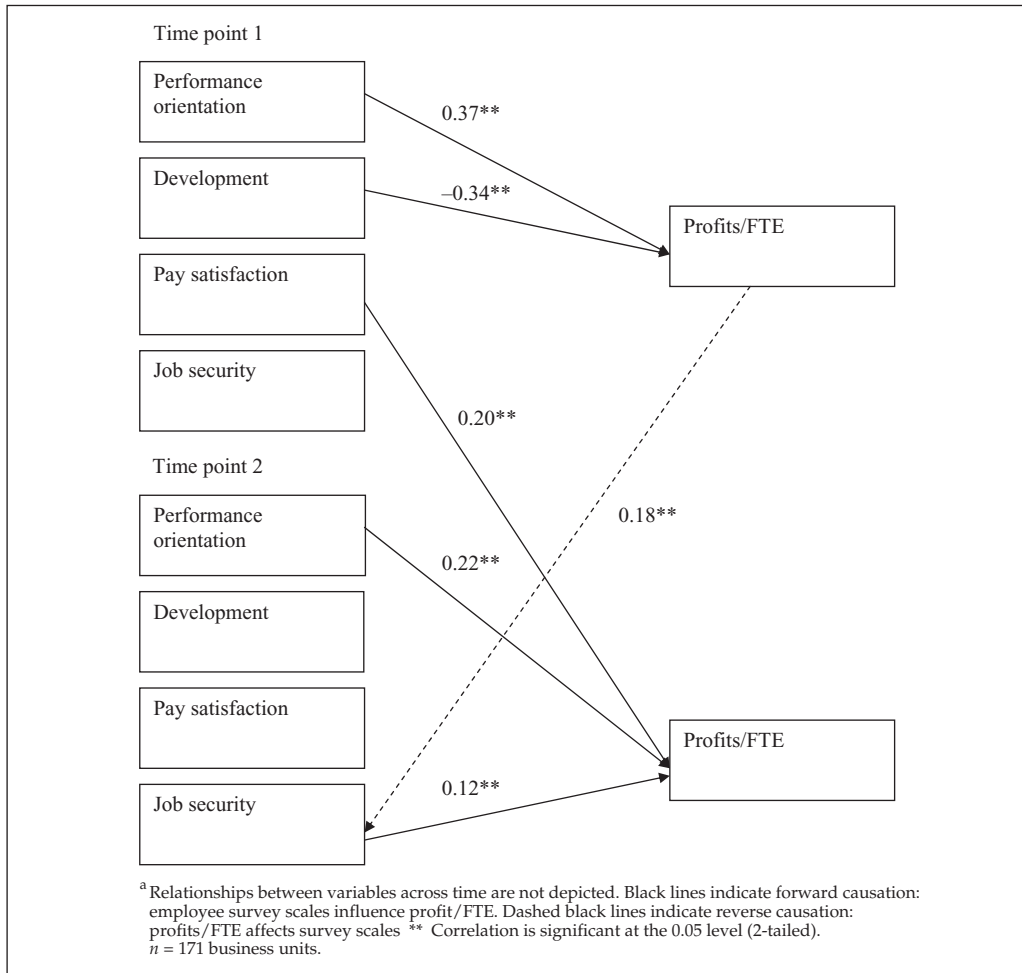 Time point 1
Performance
orientation
0.37**
Development
–0.34**
Profits/FTE
Pay satisfaction
Job security
0.20**
Time point 2
Performance
orientation
0.18**
0.22**
Development
Pay satisfaction
Profits/FTE
Job security
0.12**
a Relationships between variables across time are not depicted. Black lines indicate forward causation:
employee survey scales influence profit/FTE. Dashed black lines indicate reverse causation:
profits/FTE affects survey scales ** Correlation is significant at the 0.05 level (2-tailed).
n = 171 business units.